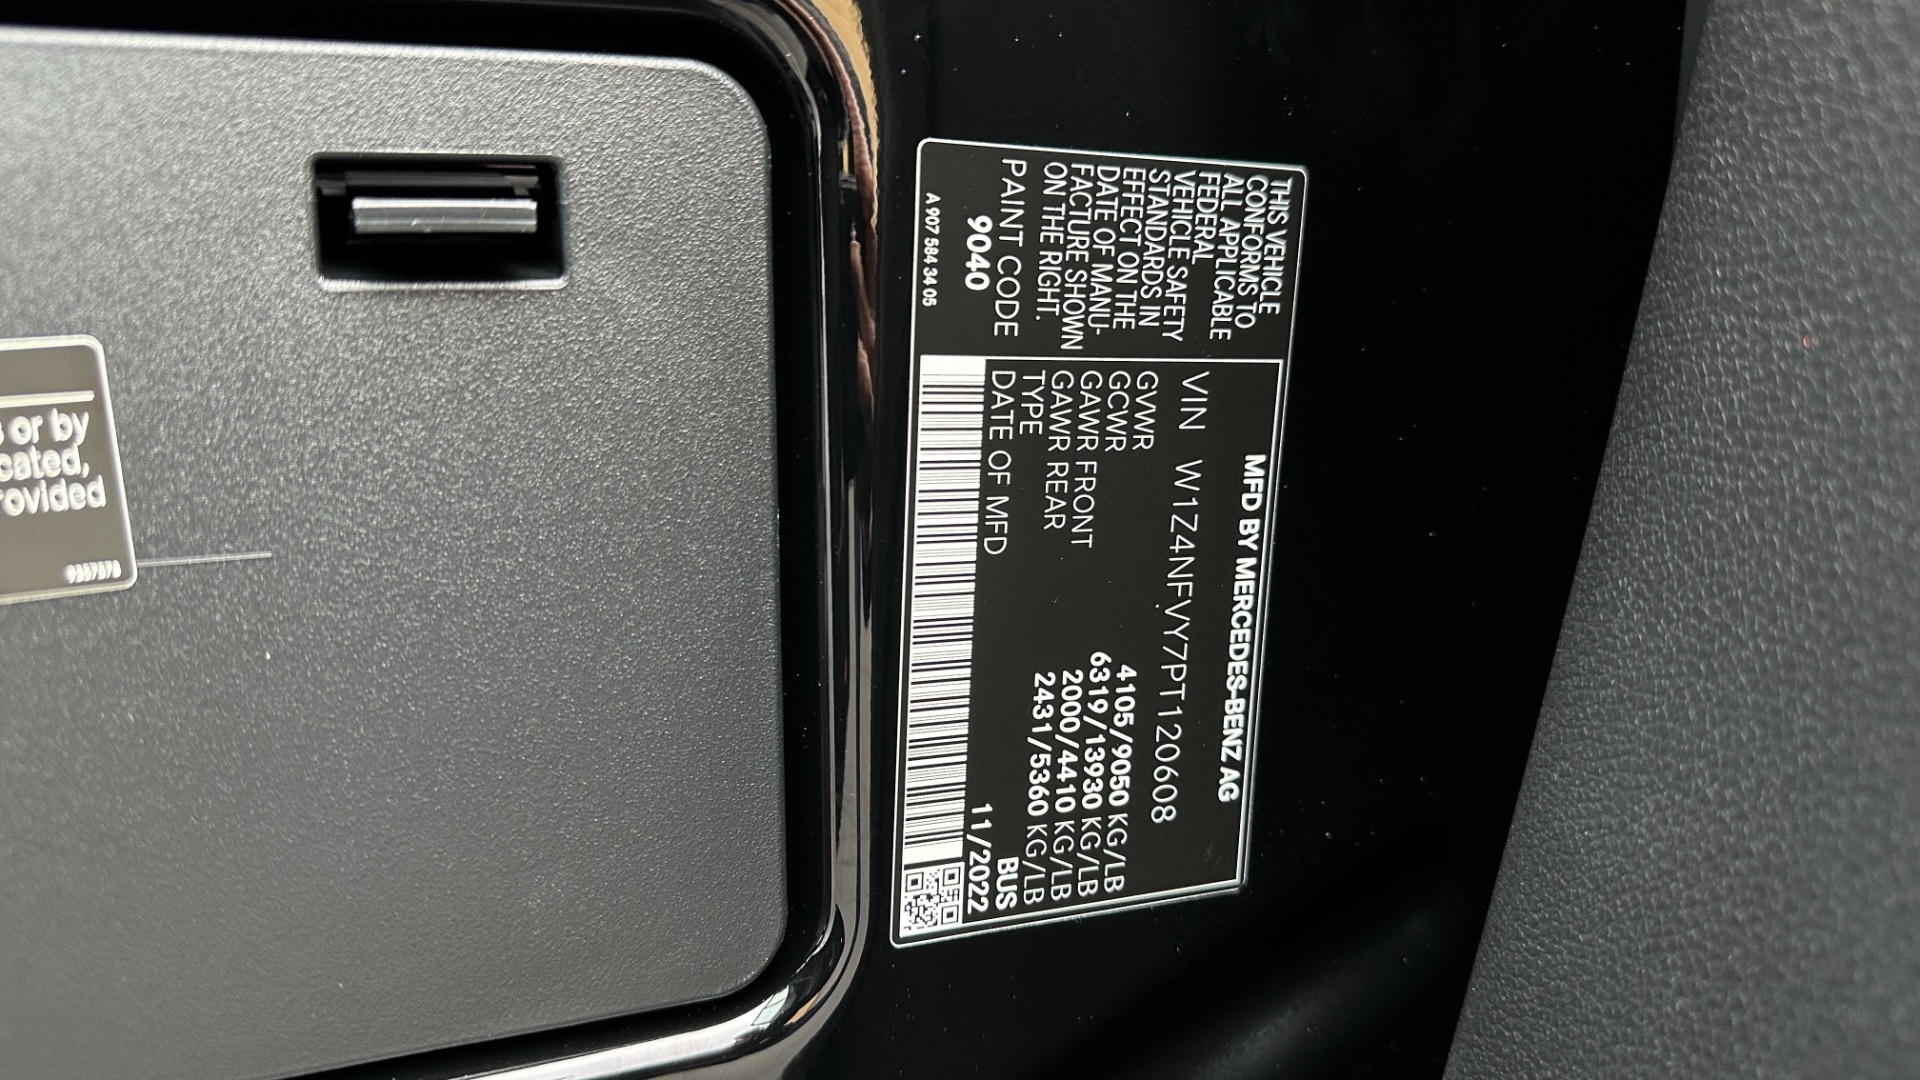 THIS VEHICLE
CONFORMS TO
ALL APPLICABLE
FEDERAL
VEHICLE SAFETY
STANDARDS IN
EFFECT ON THE
DATE OF MANU-
FACTURE SHOWN
ON THE RIGHT.
PAINT CODE
9040
A 907 584 34 05
MFD BY MERCEDES-BENZ AG
VIN W1Z4NFVY7PT120608
GVWR 4105/9050 KG/LB
GCWR 6319/13930 KG/LB
GAWR FRONT 2000/4410 KG/LB
GAWR REAR 2431/5360 KG/LB
TYPE BUS
DATE OF MFD 11/2022
or by
cated,
rovided